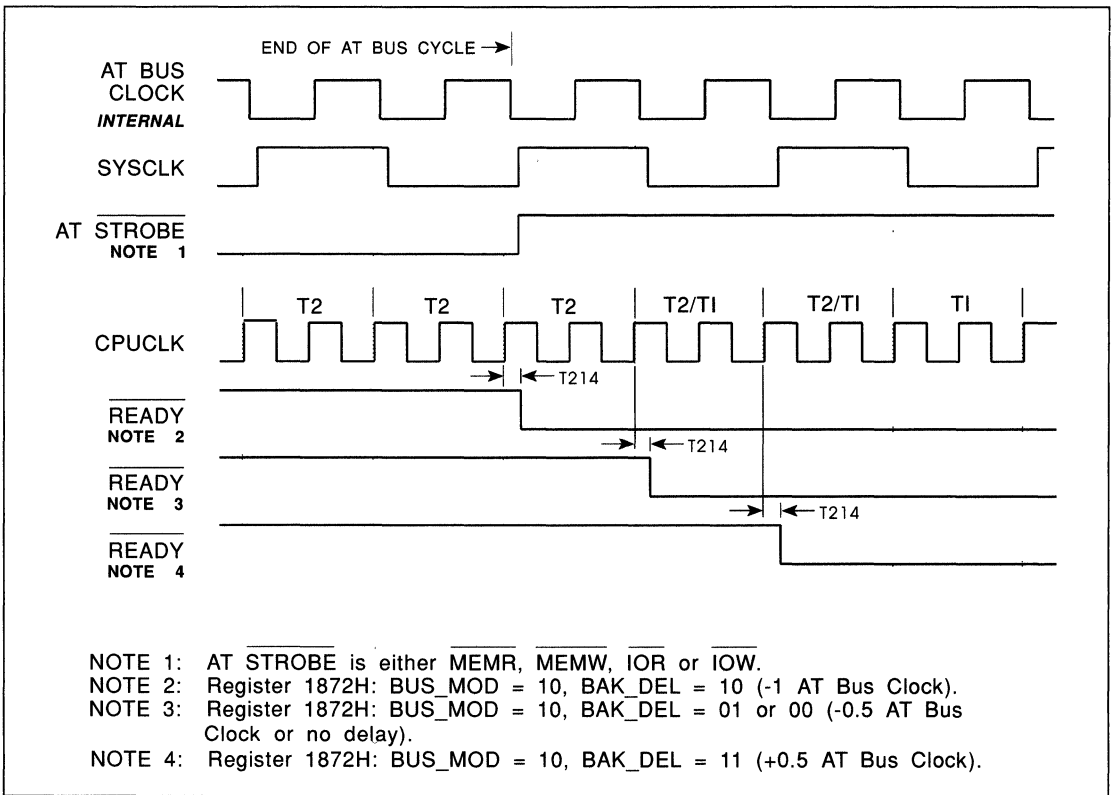 END OF AT BUS CYCLE
AT BUS
CLOCK
INTERNAL
SYSCLK
AT STROBE
NOTE 1
T2 T2 T2 T2/TI T2/TI TI
CPUCLK
T214
READY
NOTE 2
T214
READY
NOTE 3
T214
READY
NOTE 4
NOTE 1: AT STROBE is either MEMR, MEMW, IOR or IOW.
NOTE 2: Register 1872H: BUS_MOD = 10, BAK_DEL = 10 (-1 AT Bus Clock).
NOTE 3: Register 1872H: BUS_MOD = 10, BAK_DEL = 01 or 00 (-0.5 AT Bus
Clock or no delay).
NOTE 4: Register 1872H: BUS_MOD = 10, BAK_DEL = 11 (+0.5 AT Bus Clock).